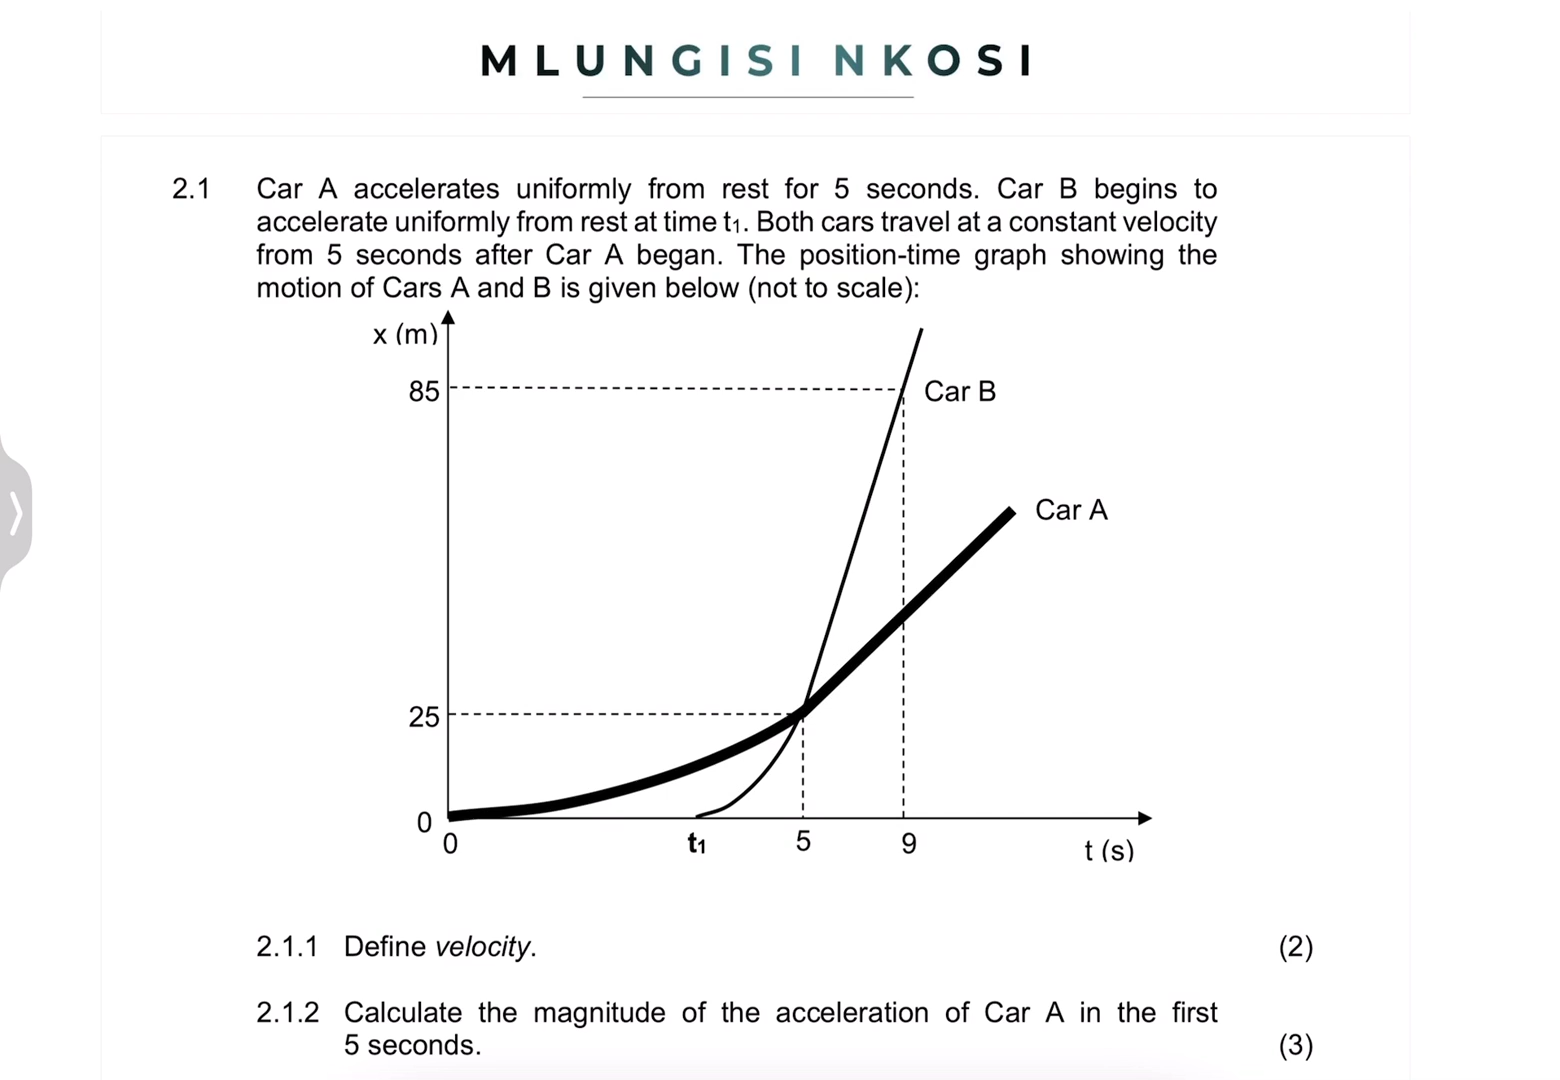 MLUNGISI NKOSI
2.1 Car A accelerates uniformly from rest for 5 seconds. Car B begins to
accelerate uniformly from rest at time t₁. Both cars travel at a constant velocity
from 5 seconds after Car A began. The position-time graph showing the
motion of Cars A and B is given below (not to scale):
x (m)
85
Car B
Car A
25
0
0
t₁
5
9
t (s)
2.1.1 Define velocity. (2)
2.1.2 Calculate the magnitude of the acceleration of Car A in the first
5 seconds. (3)